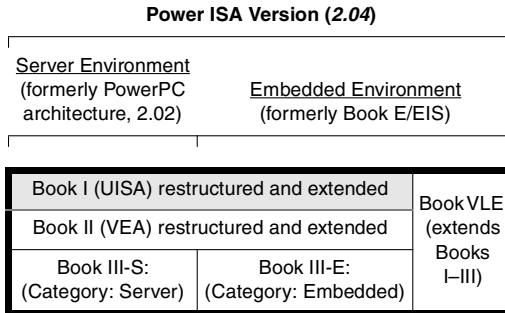 Power ISA Version (2.04)
Server Environment
(formerly PowerPC
architecture, 2.02)
Embedded Environment
(formerly Book E/EIS)
Book I (UISA) restructured and extended
Book II (VEA) restructured and extended
Book III-S:
(Category: Server)
Book III-E:
(Category: Embedded)
Book VLE
(extends
Books
I–III)